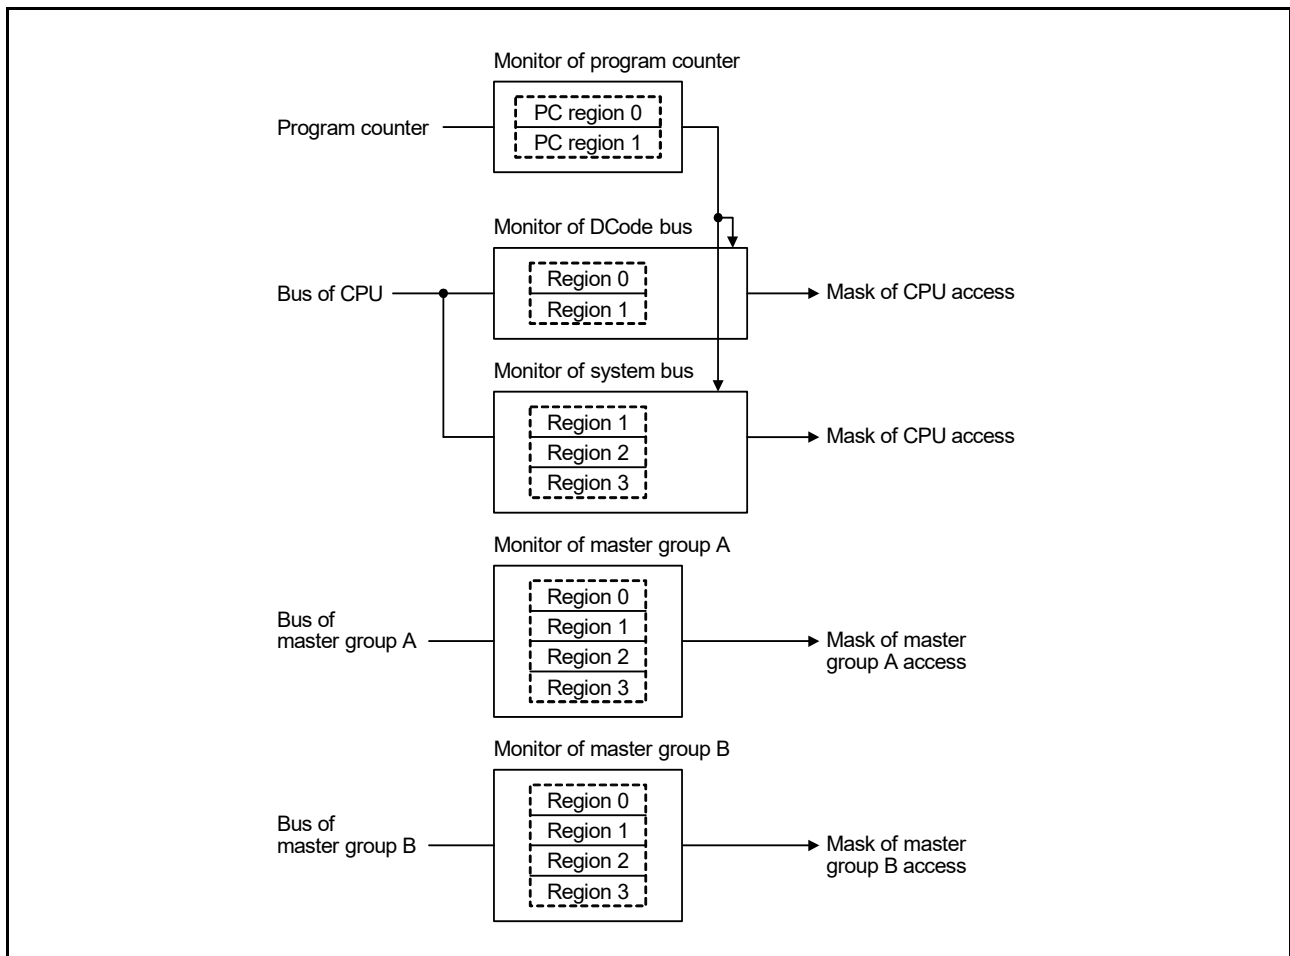 Monitor of program counter
Program counter
PC region 0
PC region 1
Monitor of DCode bus
Bus of CPU
Region 0
Region 1
Mask of CPU access
Monitor of system bus
Region 1
Region 2
Region 3
Mask of CPU access
Monitor of master group A
Bus of
master group A
Region 0
Region 1
Region 2
Region 3
Mask of master
group A access
Monitor of master group B
Bus of
master group B
Region 0
Region 1
Region 2
Region 3
Mask of master
group B access